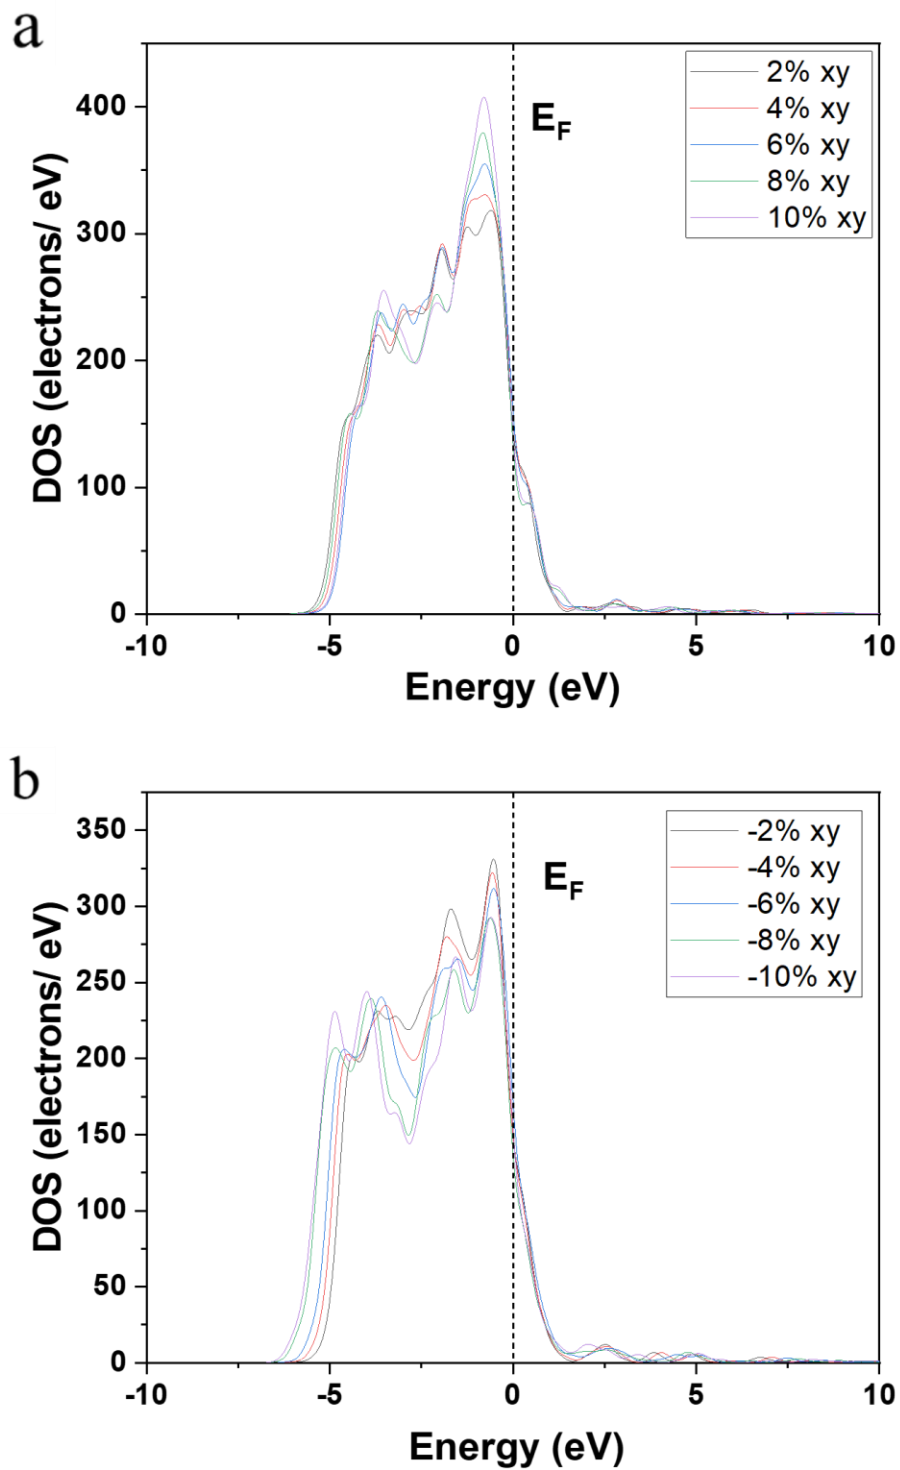 a
DOS (electrons/ eV)
400
300
200
100
0
E_F
2% xy
4% xy
6% xy
8% xy
10% xy
-10
-5
0
5
10
Energy (eV)
b
DOS (electrons/ eV)
350
300
250
200
150
100
50
0
E_F
-2% xy
-4% xy
-6% xy
-8% xy
-10% xy
-10
-5
0
5
10
Energy (eV)